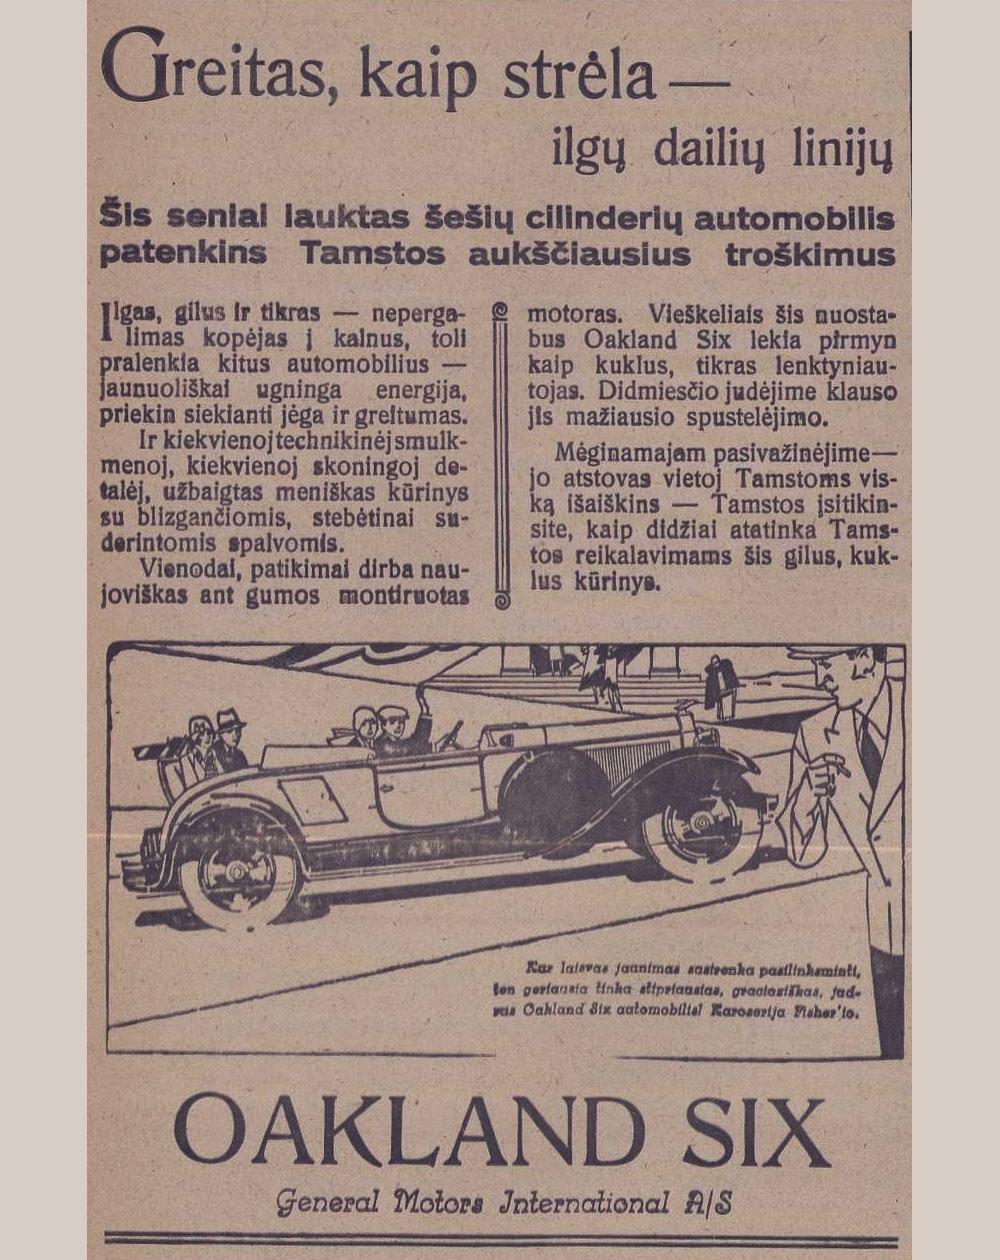 Greitas, kaip strėla —
ilgų dailių linijų
Šis seniai lauktas šešių cilinderių automobilis
patenkins Tamstos aukščiausius troškimus
Ilgas, gilus ir tikras — neperga-
limas kopėjas į kalnus, toli
pralenkia kitus automobilius —
jaunuoliškai ugninga energija,
priekin siekianti jėga ir greitumas.
Ir kiekvienoj technikinėj smulk-
menoj, kiekvienoj skoningoj de-
talėj, užbaigtas meniškas kūrinys
su blizgančiomis, stebėtinai su-
derintomis spalvomis.
Vienodai, patikimai dirba nau-
joviškas ant gumos montiruotas
motoras. Vieškeliais šis nuosta-
bus Oakland Six lekia pirmyn
kaip kuklus, tikras lenktyniau-
tojas. Didmiesčio judėjime klauso
jis mažiausio spustelėjimo.
Mėginamajam pasivažinėjime—
jo atstovas vietoj Tamstoms vis-
ką išaiškins — Tamstos įsitikin-
site, kaip didžiai atatinka Tams-
tos reikalavimams šis gilus, kuk-
lus kūrinys.
Kur laisvas jaunimas susirenka pasilinksminti,
ten geriausia tinka stipriausias, gracioziškas, jud-
rus Oakland Six automobilis! Karoserija Fisher'io.
OAKLAND SIX
General Motors International A/S